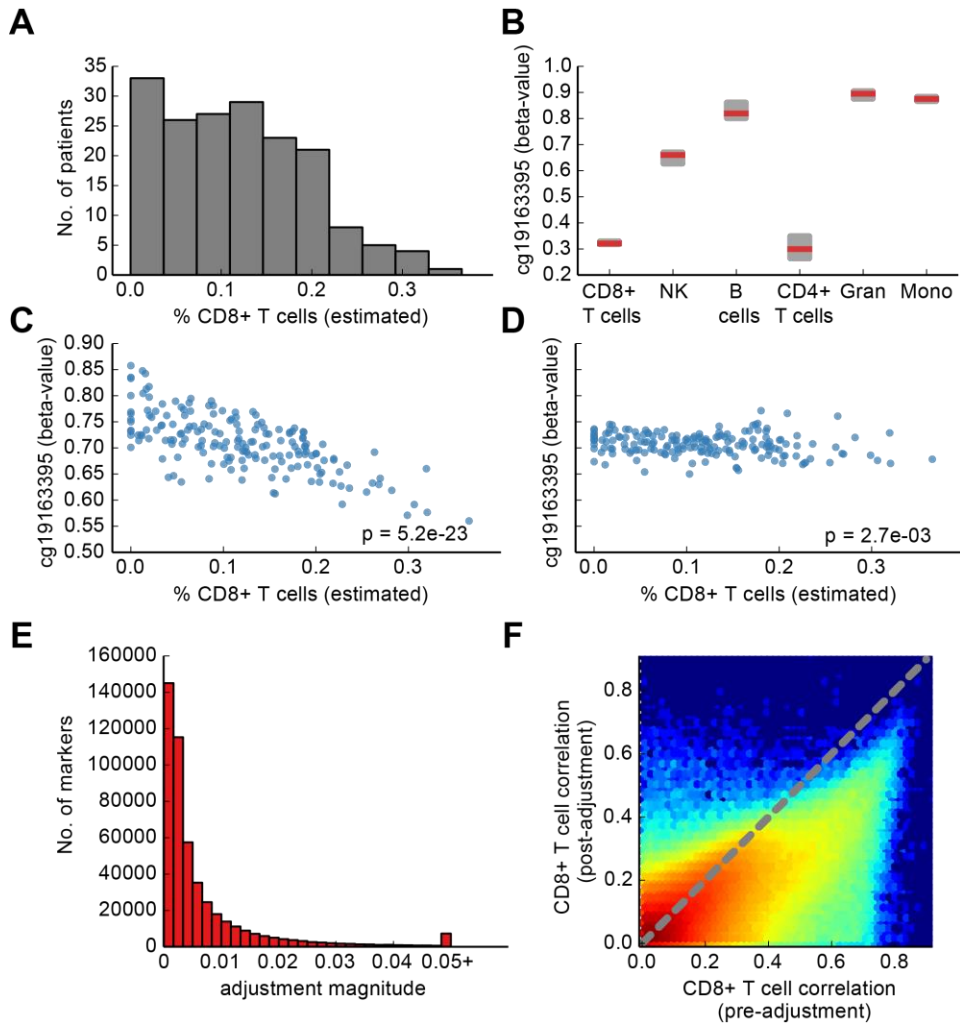 A
No. of patients
35
30
25
20
15
10
5
0
0.0 0.1 0.2 0.3
% CD8+ T cells (estimated)
B
cg19163395 (beta-value)
1.0
0.9
0.8
0.7
0.6
0.5
0.4
0.3
0.2
CD8+ NK B CD4+ Gran Mono
T cells cells T cells
C
cg19163395 (beta-value)
0.90
0.85
0.80
0.75
0.70
0.65
0.60
0.55
0.50
p = 5.2e-23
0.0 0.1 0.2 0.3
% CD8+ T cells (estimated)
D
p = 2.7e-03
0.0 0.1 0.2 0.3
% CD8+ T cells (estimated)
E
No. of markers
160000
140000
120000
100000
80000
60000
40000
20000
0
0 0.01 0.02 0.03 0.04 0.05+
adjustment magnitude
F
CD8+ T cell correlation
(post-adjustment)
0.8
0.6
0.4
0.2
0.0
0.0 0.2 0.4 0.6 0.8
CD8+ T cell correlation
(pre-adjustment)